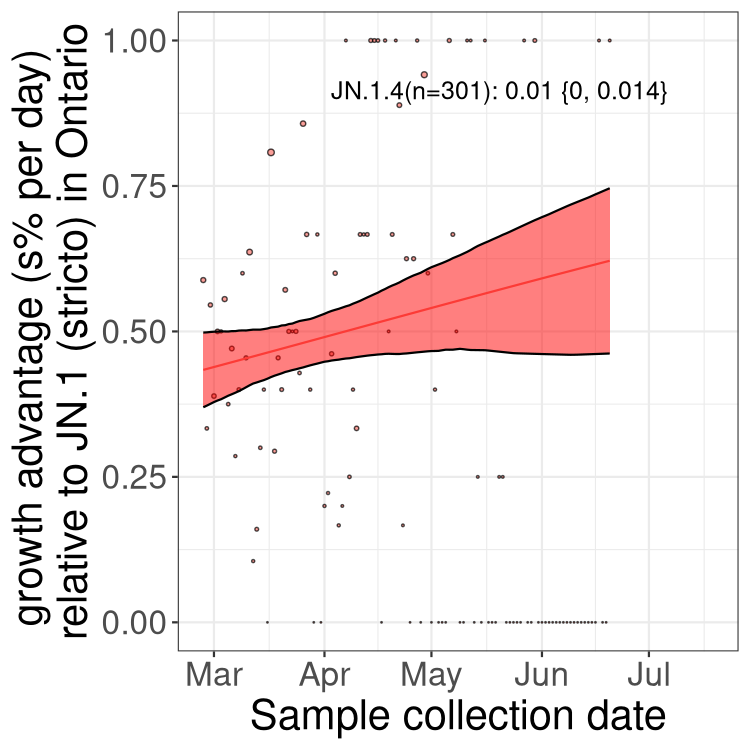 growth advantage (s% per day)
relative to JN.1 (stricto) in Ontario
1.00
0.75
0.50
0.25
0.00
JN.1.4(n=301): 0.01 {0, 0.014}
Mar Apr May Jun Jul
Sample collection date